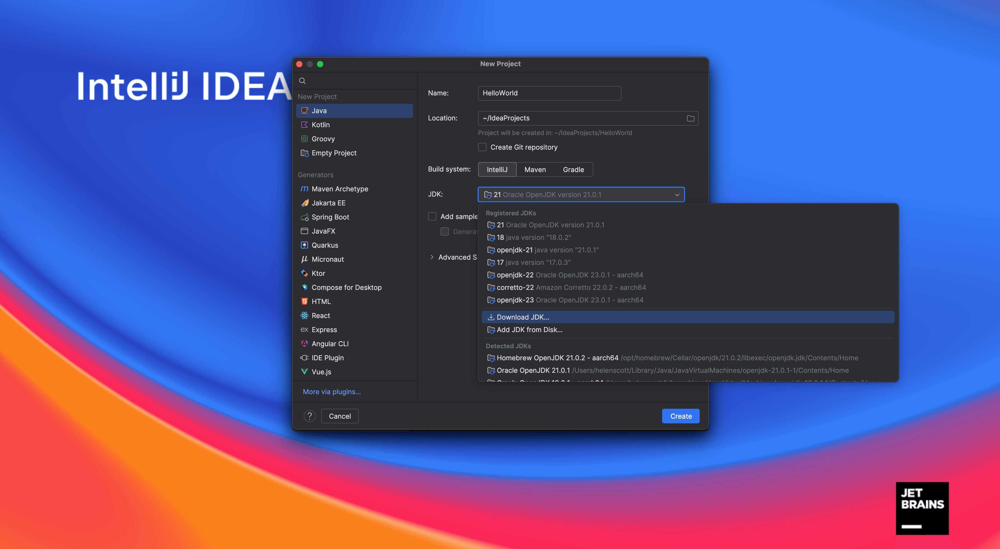 IntelliJ IDEA
New Project
New Project
Java
Kotlin
Groovy
Empty Project
Generators
Maven Archetype
Jakarta EE
Spring Boot
JavaFX
Quarkus
Micronaut
Ktor
Compose for Desktop
HTML
React
ex Express
Angular CLI
IDE Plugin
Vue.js
More via plugins...
? Cancel
Name: HelloWorld
Location: ~/IdeaProjects
Project will be created in: ~/IdeaProjects/HelloWorld
Create Git repository
Build system: IntelliJ Maven Gradle
JDK: 21 Oracle OpenJDK version 21.0.1
Add sample
Advanced S
Registered JDKs
21 Oracle OpenJDK version 21.0.1
18 java version "18.0.2"
openjdk-21 java version "21.0.1"
17 java version "17.0.3"
openjdk-22 Oracle OpenJDK 23.0.1 - aarch64
corretto-22 Amazon Corretto 22.0.2 - aarch64
openjdk-23 Oracle OpenJDK 23.0.1 - aarch64
Download JDK...
Add JDK from Disk...
Detected JDKs
Homebrew OpenJDK 21.0.2 - aarch64 /opt/homebrew/Cellar/openjdk/21.0.2/libexec/openjdk.jdk/Contents/Home
Oracle OpenJDK 21.0.1 /Users/helenscott/Library/Java/JavaVirtualMachines/openjdk-21.0.1-1/Contents/Home
Create
JET
BRAINS